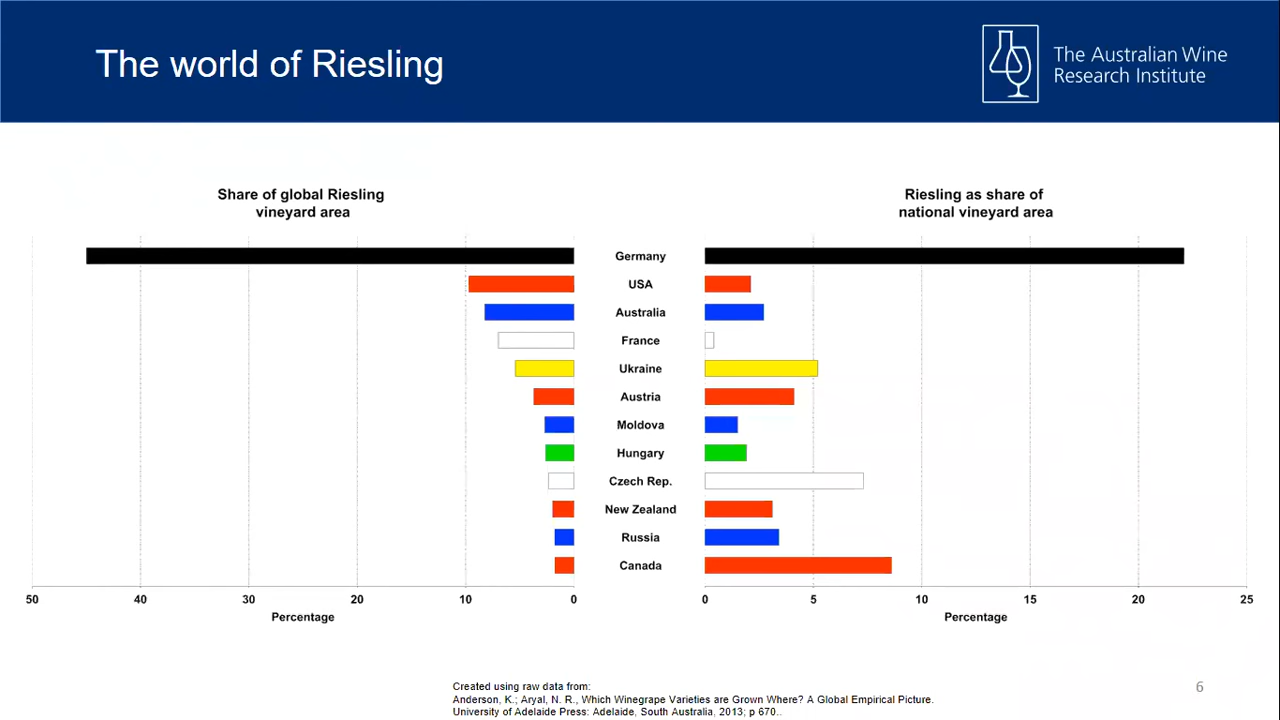 The world of Riesling
The Australian Wine
Research Institute
Share of global Riesling
vineyard area
Riesling as share of
national vineyard area
Germany
USA
Australia
France
Ukraine
Austria
Moldova
Hungary
Czech Rep.
New Zealand
Russia
Canada
50 40 30 20 10 0
Percentage
0 5 10 15 20 25
Percentage
Created using raw data from:
Anderson, K.; Aryal, N. R., Which Winegrape Varieties are Grown Where? A Global Empirical Picture.
University of Adelaide Press: Adelaide, South Australia, 2013; p 670..
6